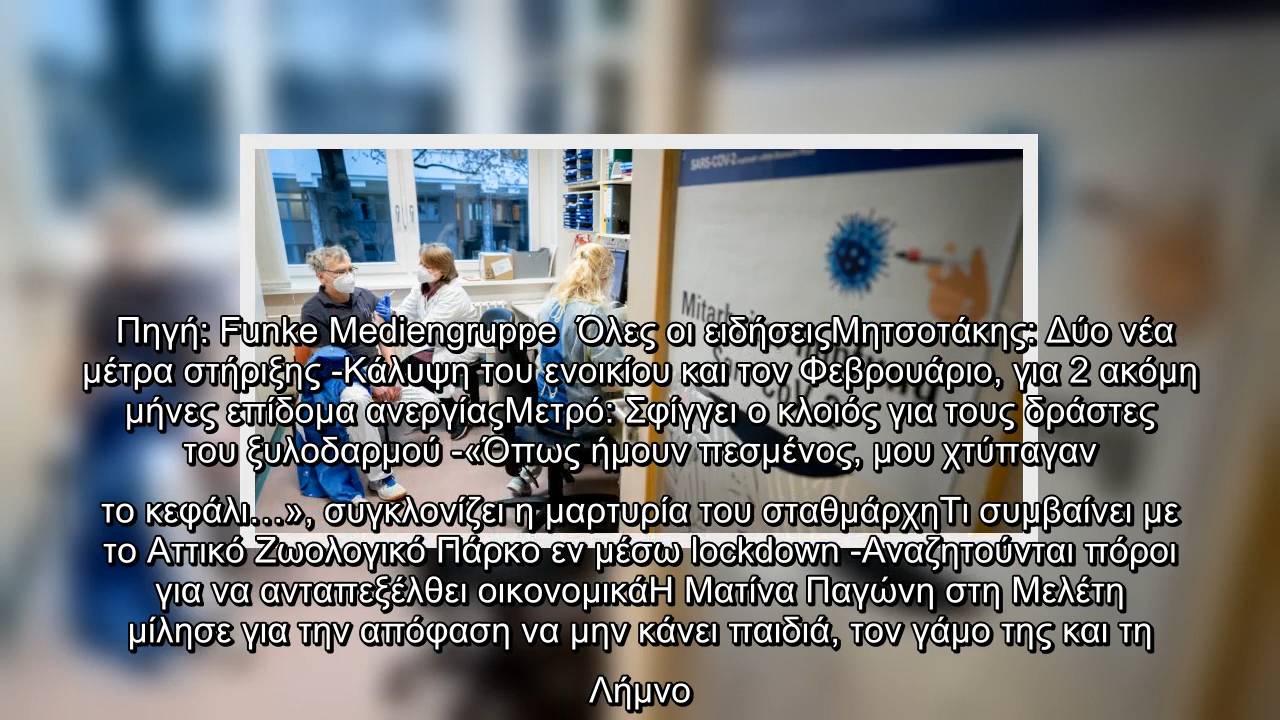 SARS-COV-2
Πηγή: Funke Mediengruppe Όλες οι ειδήσειςΜητσοτάκης: Δύο νέα
μέτρα στήριξης -Κάλυψη του ενοικίου και τον Φεβρουάριο, για 2 ακόμη
μήνες επίδομα ανεργίαςΜετρό: Σφίγγει ο κλοιός για τους δράστες
του ξυλοδαρμού -«Όπως ήμουν πεσμένος, μου χτύπαγαν
το κεφάλι...», συγκλονίζει η μαρτυρία του σταθμάρχηΤι συμβαίνει με
το Αττικό Ζωολογικό Πάρκο εν μέσω lockdown -Αναζητούνται πόροι
για να ανταπεξέλθει οικονομικάΗ Ματίνα Παγώνη στη Μελέτη
μίλησε για την απόφαση να μην κάνει παιδιά, τον γάμο της και τη
Λήμνο